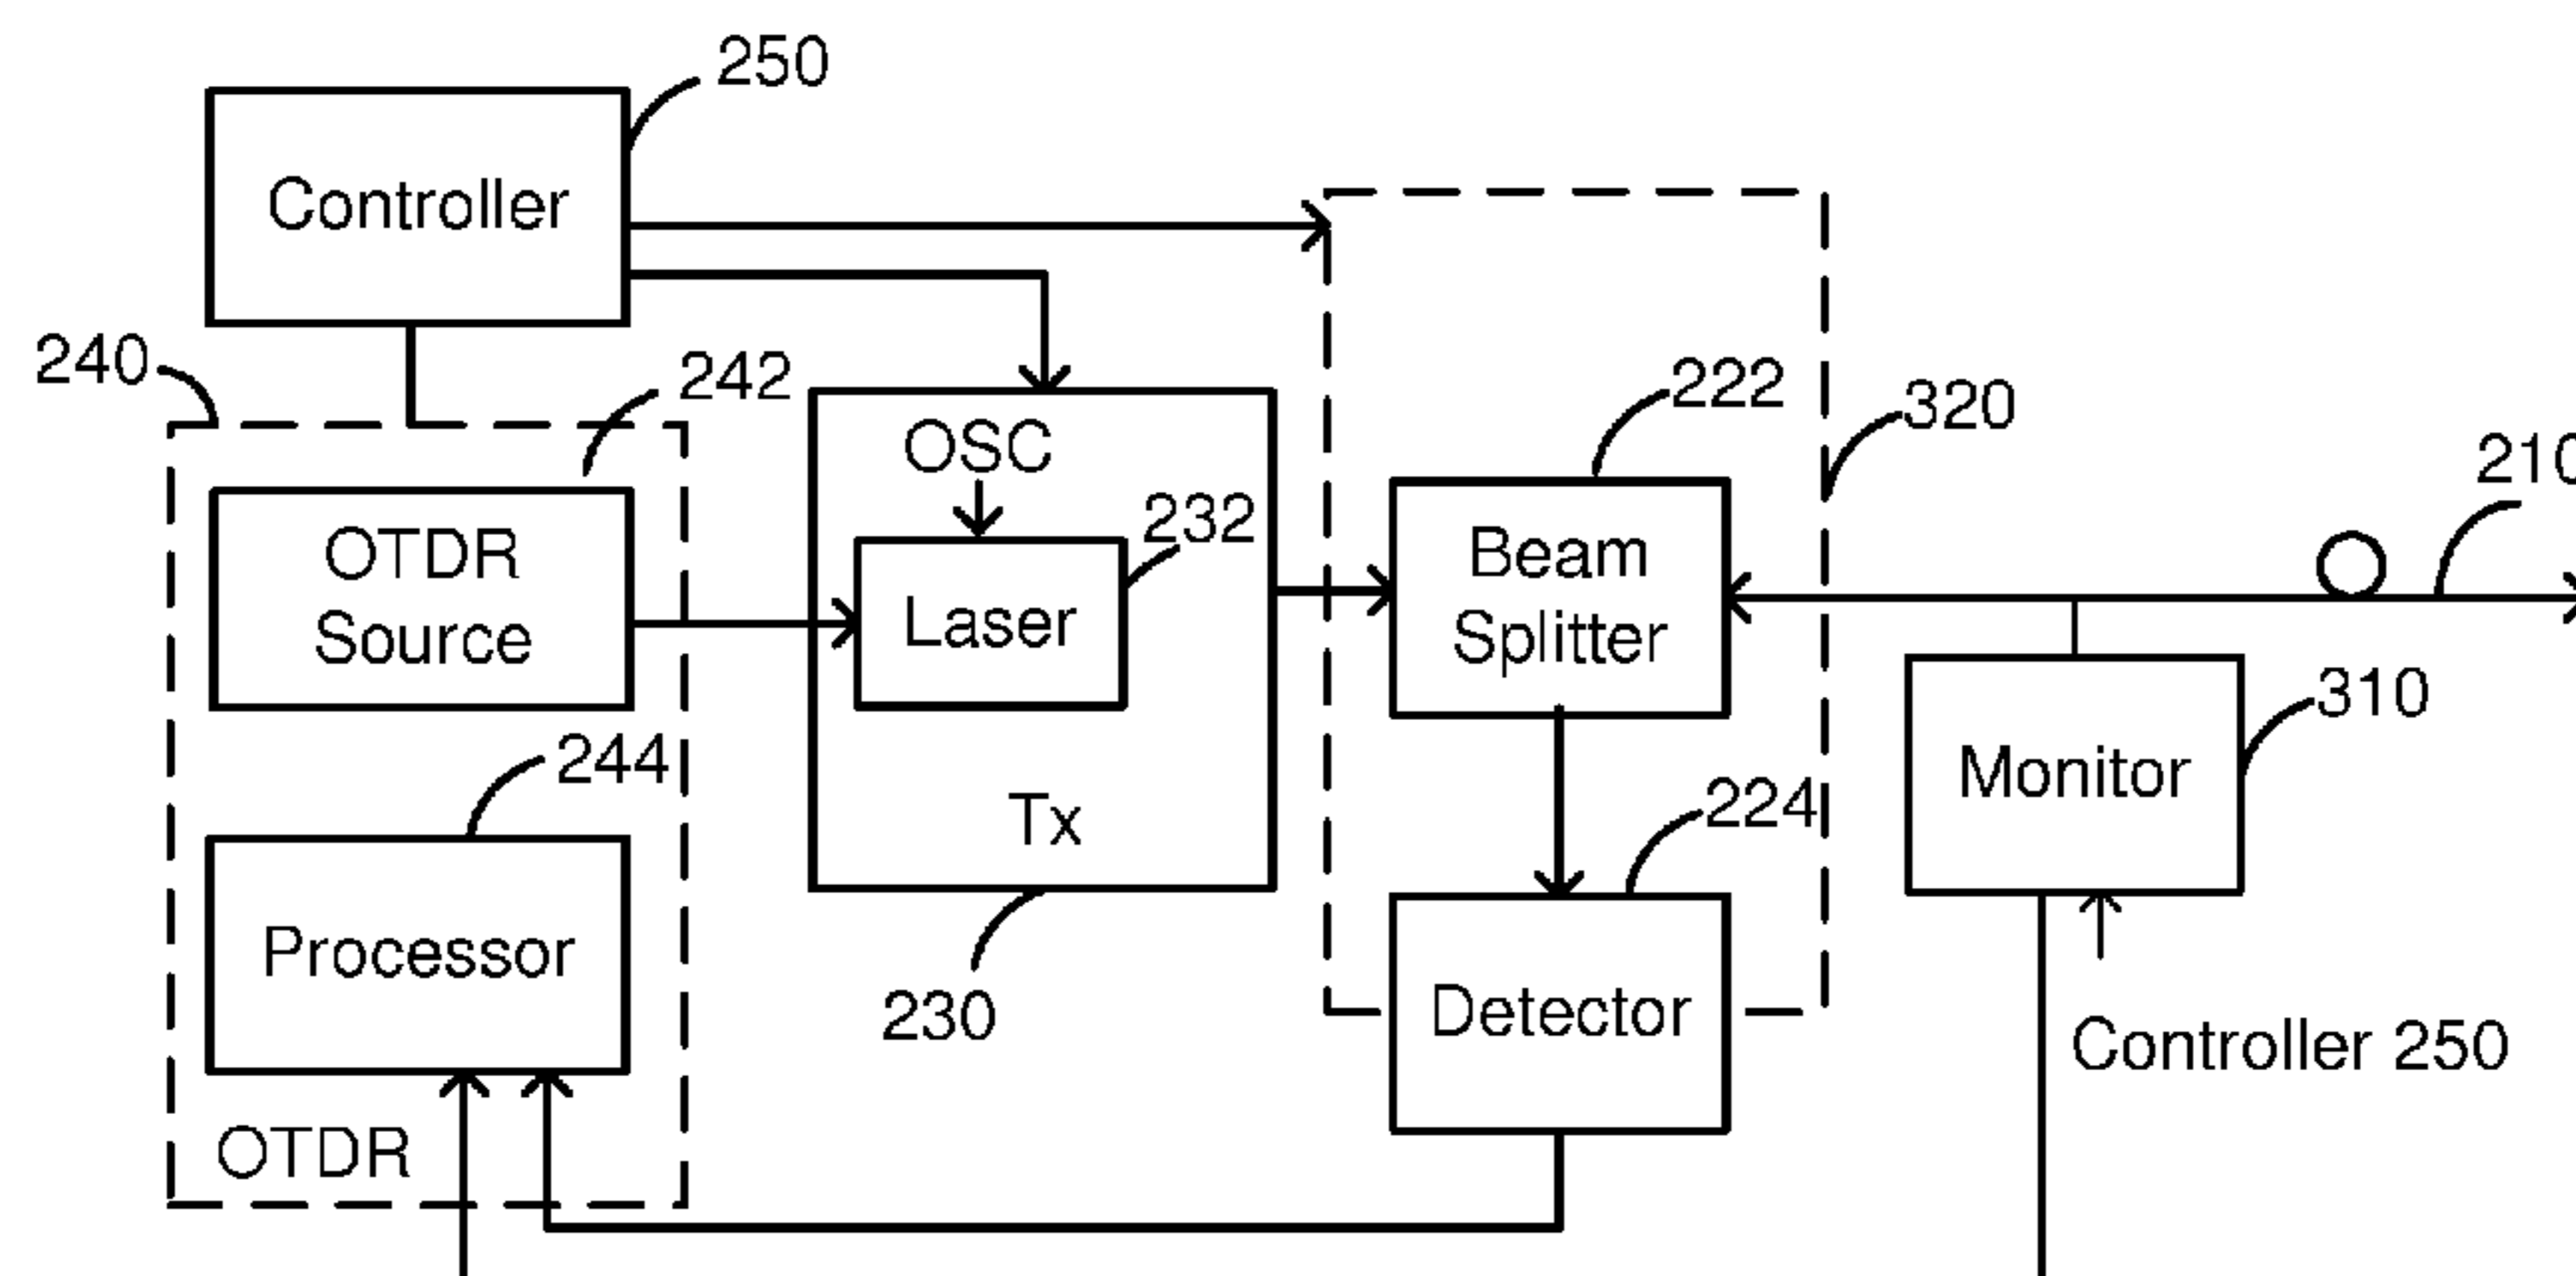 250
Controller
240
242
222
320
OSC
210
232
OTDR
Source
Laser
Beam
Splitter
310
244
Monitor
224
Tx
Processor
230
Detector
Controller 250
OTDR